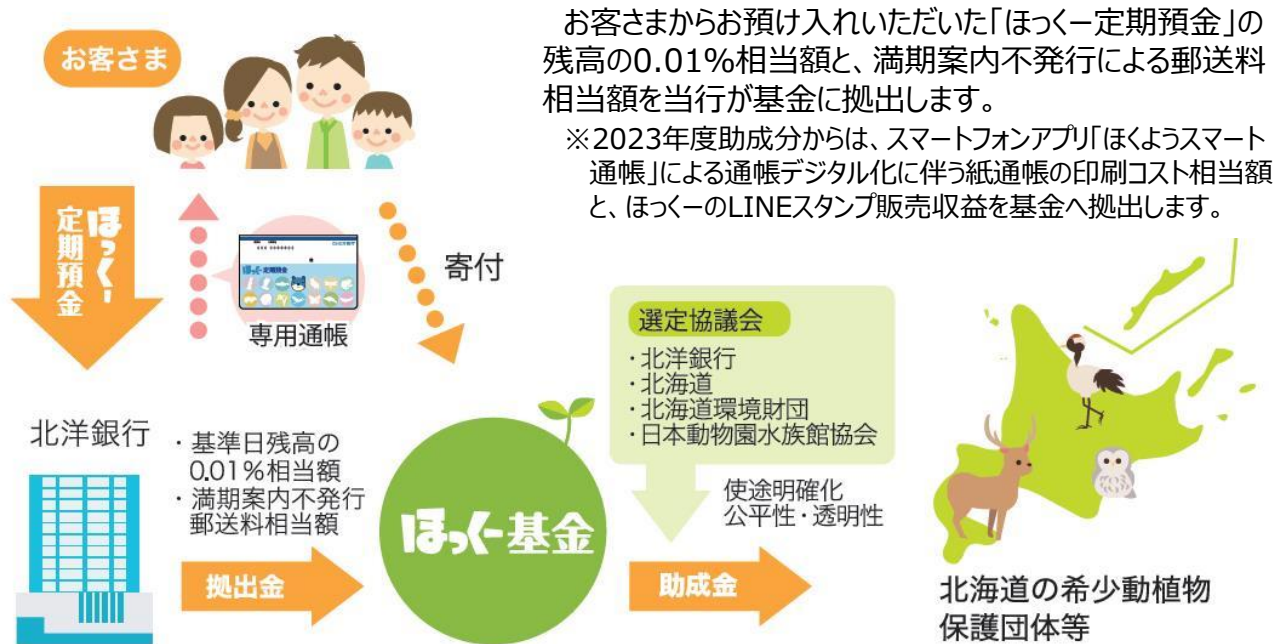 お客さま
お客さまからお預け入れいただいた「ほっくー定期預金」の
残高の0.01%相当額と、満期案内不発行による郵送料
相当額を当行が基金に拠出します。
※2023年度助成分からは、スマートフォンアプリ「ほくようスマート
通帳」による通帳デジタル化に伴う紙通帳の印刷コスト相当額
と、ほっくーのLINEスタンプ販売収益を基金へ拠出します。
ほっくー
定期預金
ほっくー定期預金
専用通帳
寄付
選定協議会
・北洋銀行
・北海道
・北海道環境財団
・日本動物園水族館協会
北洋銀行
・基準日残高の
0.01%相当額
・満期案内不発行
郵送料相当額
拠出金
ほっくー基金
使途明確化
公平性・透明性
助成金
北海道の希少動植物
保護団体等